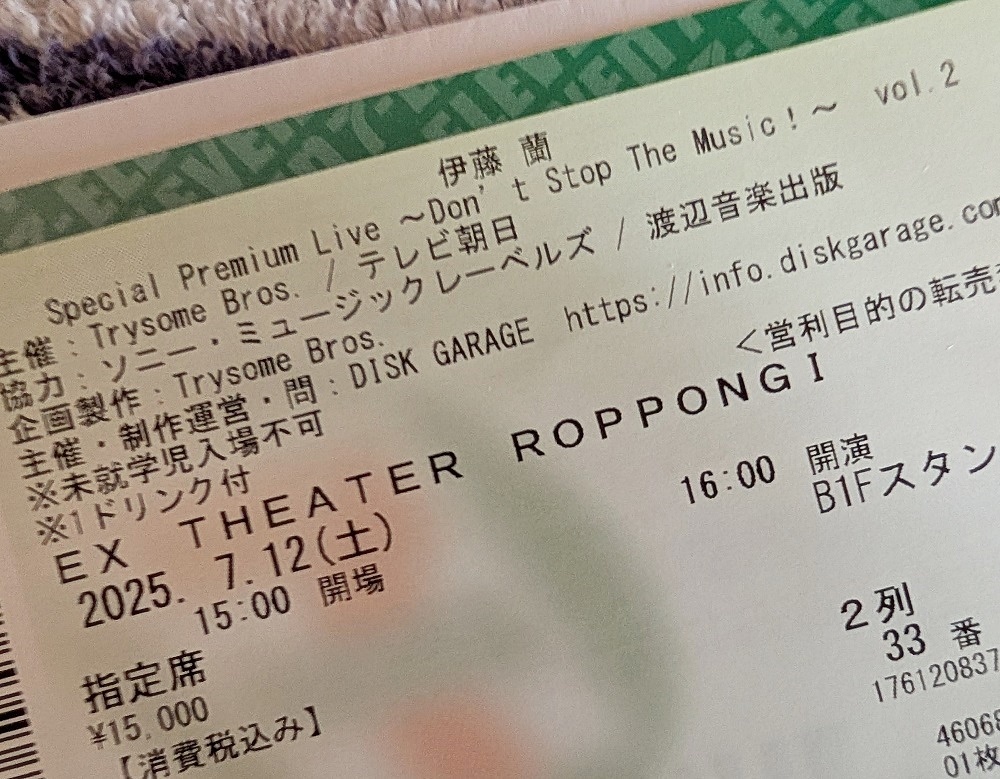 伊藤 蘭
Special Premium Live ～Don't Stop The Music！～ vol.2
主催：Trysome Bros. / テレビ朝日
協力：ソニー・ミュージックレーベルズ / 渡辺音楽出版
企画製作：Trysome Bros.
主催・制作運営・問：DISK GARAGE https://info.diskgarage.com
※未就学児入場不可
<営利目的の転売
※1ドリンク付
ＥＸ ＴＨＥＡＴＥＲ ＲＯＰＰＯＮＧＩ
2025. 7.12(土)
15:00 開場
16:00 開演
B1Fスタン
指定席
2列
33 番
¥15,000
【消費税込み】
176120837
46068
01枚